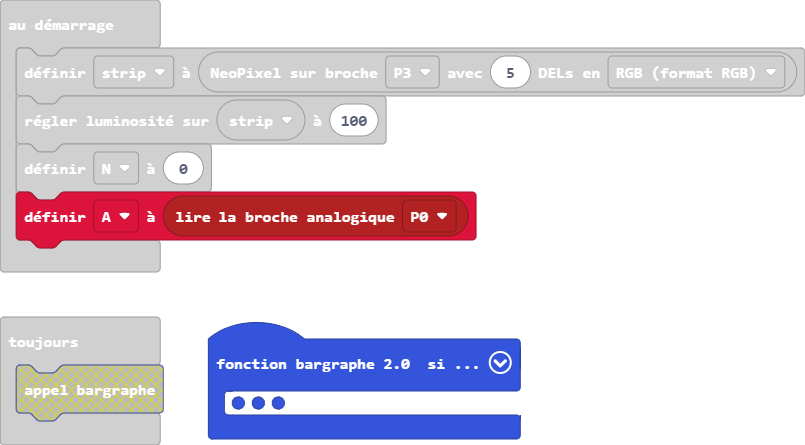 au démarrage
définir strip à NeoPixel sur broche P3 avec 5 DELs en RGB (format RGB)
régler luminosité sur strip à 100
définir N à 0
définir A à lire la broche analogique P0
toujours
appel bargraphe
fonction bargraphe 2.0 si ...